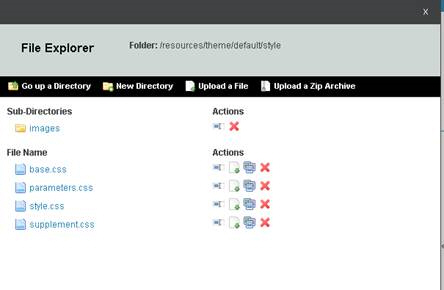 x
File Explorer Folder: /resources/theme/default/style
Go up a Directory New Directory Upload a File Upload a Zip Archive
Sub-Directories Actions
images
File Name Actions
base.css
parameters.css
style.css
supplement.css